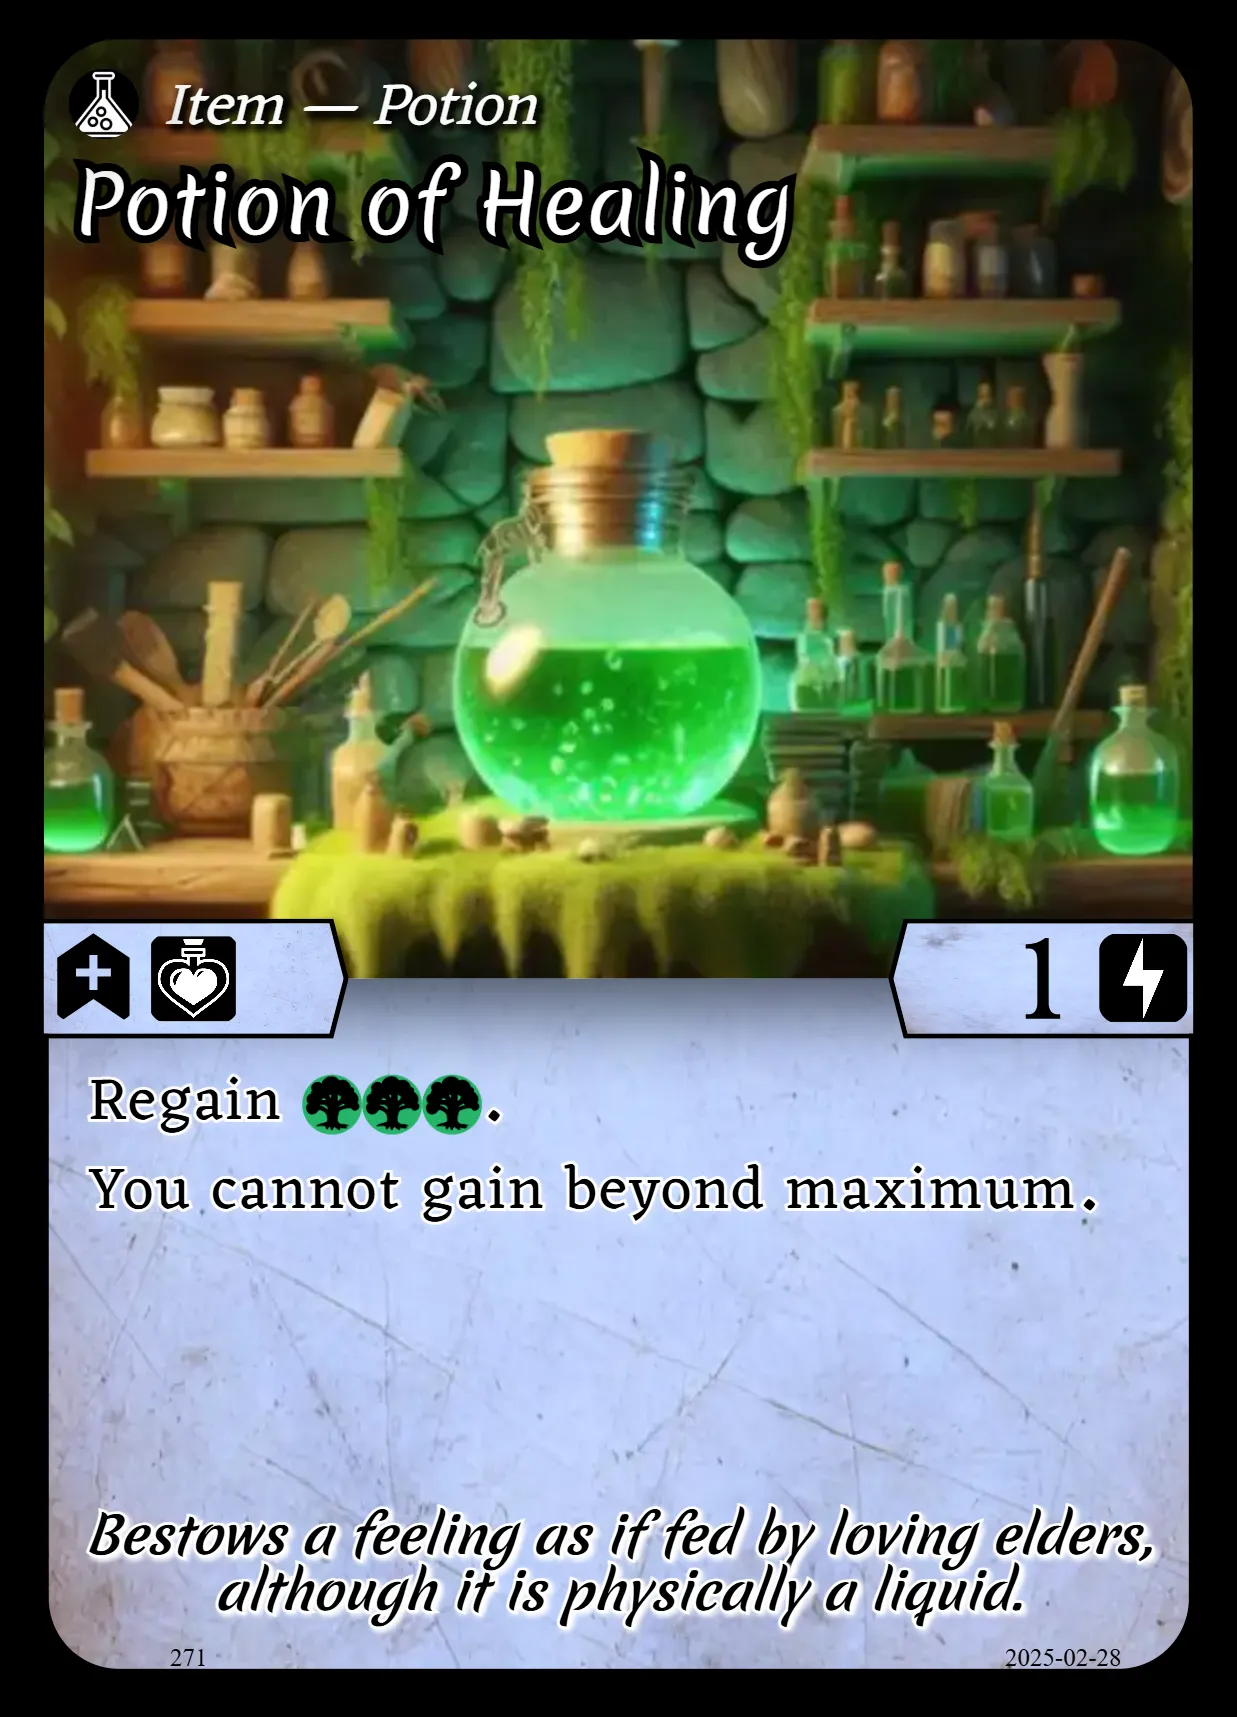 Item — Potion
Potion of Healing
1
Regain .
You cannot gain beyond maximum.
Bestows a feeling as if fed by loving elders,
although it is physically a liquid.
271
2025-02-28